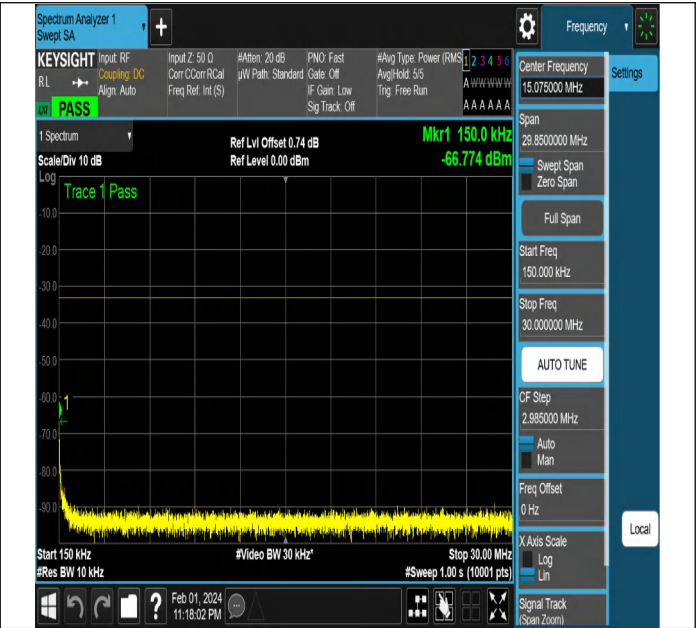 Spectrum Analyzer 1
Swept SA
+
Frequency
KEYSIGHT
RL
LXI PASS
Input: RF
Coupling: DC
Align: Auto
Input Z: 50 Ω
Corr CCorr RCal
Freq Ref: Int (S)
#Atten: 20 dB
µW Path: Standard
PNO: Fast
Gate: Off
IF Gain: Low
Sig Track: Off
#Avg Type: Power (RMS
Avg|Hold: 5/5
Trig: Free Run
1 2 3 4 5 6
A W W W W W
A A A A A A
1 Spectrum
Scale/Div 10 dB
Ref Lvl Offset 0.74 dB
Ref Level 0.00 dBm
Mkr1 150.0 kHz
-66.774 dBm
Log
Trace 1 Pass
-10.0
-20.0
-30.0
-40.0
-50.0
-60.0
1
-70.0
-80.0
-90.0
Start 150 kHz
#Video BW 30 kHz*
Stop 30.00 MHz
#Res BW 10 kHz
#Sweep 1.00 s (10001 pts)
?
Feb 01, 2024
11:18:02 PM
Center Frequency
15.075000 MHz
Settings
Span
29.8500000 MHz
Swept Span
Zero Span
Full Span
Start Freq
150.000 kHz
Stop Freq
30.000000 MHz
AUTO TUNE
CF Step
2.985000 MHz
Auto
Man
Freq Offset
0 Hz
Local
X Axis Scale
Log
Lin
Signal Track
(Span Zoom)